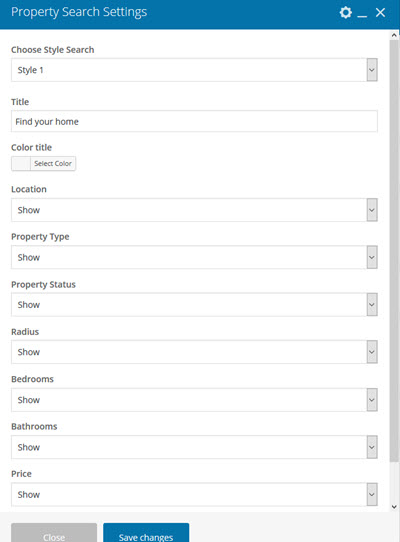 Property Search Settings
Choose Style Search
Style 1
Title
Find your home
Color title
Select Color
Location
Show
Property Type
Show
Property Status
Show
Radius
Show
Bedrooms
Show
Bathrooms
Show
Price
Show
Close
Save changes